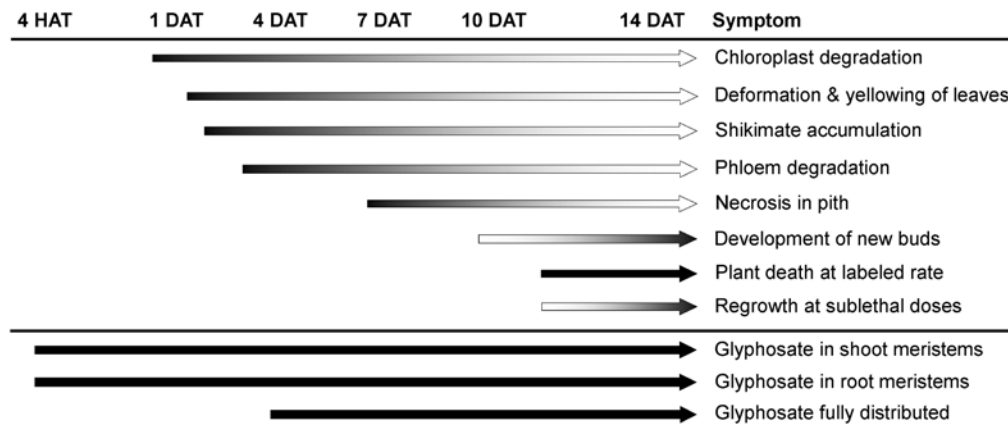 4 HAT 1 DAT 4 DAT 7 DAT 10 DAT 14 DAT Symptom
Chloroplast degradation
Deformation & yellowing of leaves
Shikimate accumulation
Phloem degradation
Necrosis in pith
Development of new buds
Plant death at labeled rate
Regrowth at sublethal doses
Glyphosate in shoot meristems
Glyphosate in root meristems
Glyphosate fully distributed